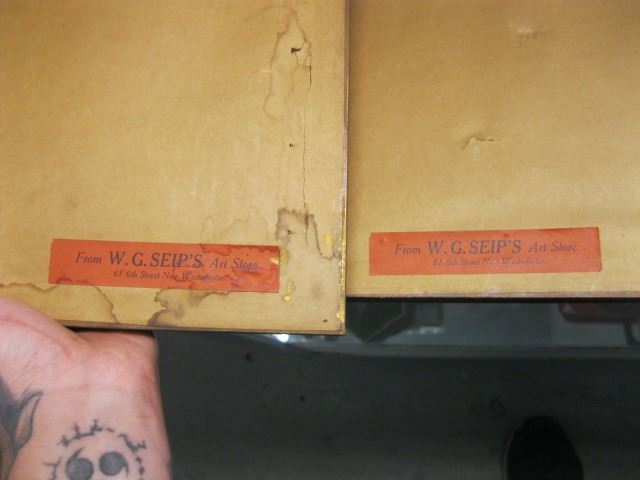 From W. G. SEIP'S Art Store
61 6th Street New Westminster.
From W. G. SEIP'S Art Store
61 6th Street New Westminster.